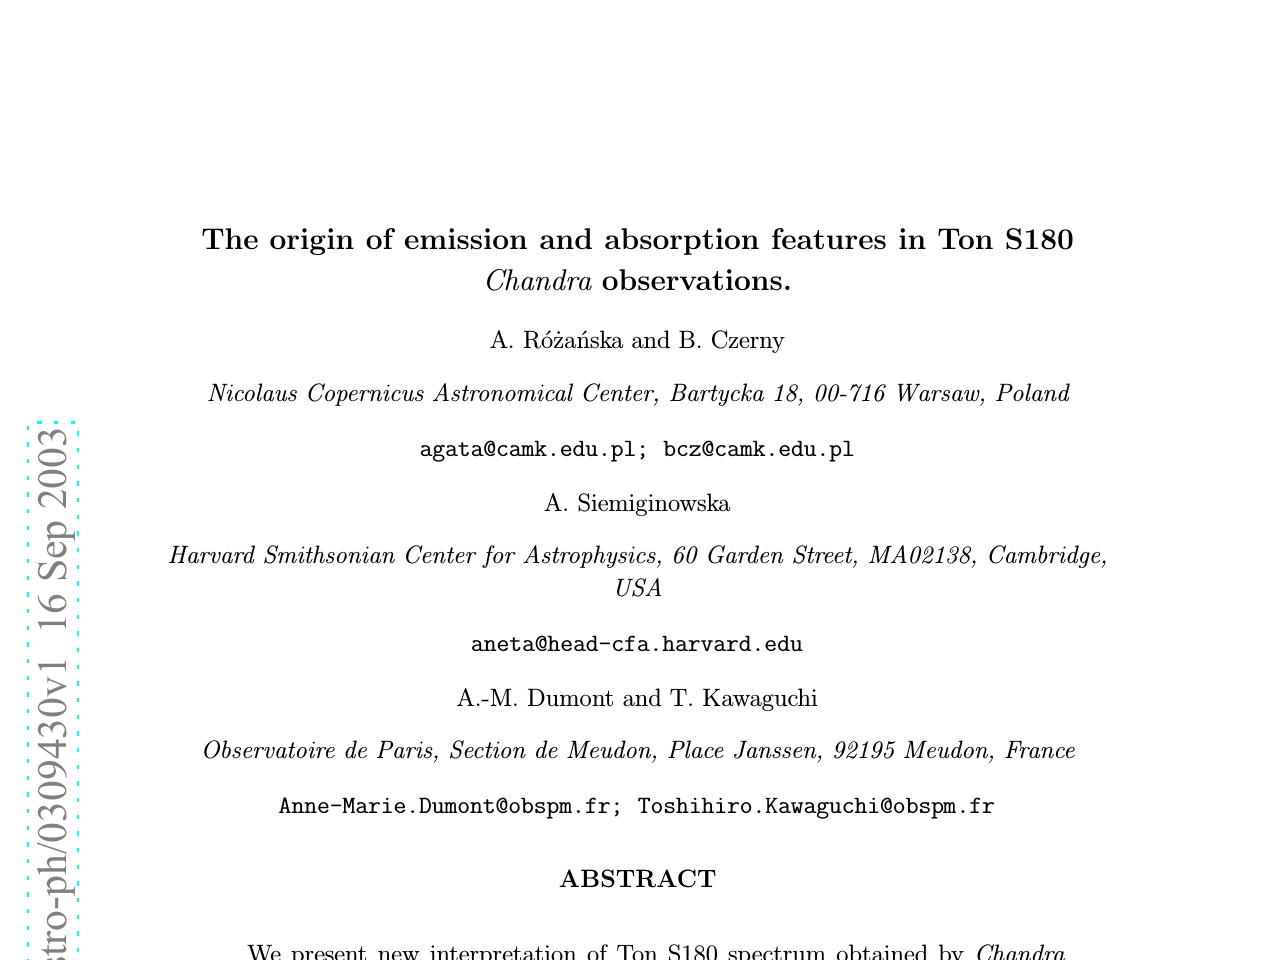 The origin of emission and absorption features in Ton S180
Chandra observations.
A. Różańska and B. Czerny
Nicolaus Copernicus Astronomical Center, Bartycka 18, 00-716 Warsaw, Poland
agata@camk.edu.pl; bcz@camk.edu.pl
A. Siemiginowska
Harvard Smithsonian Center for Astrophysics, 60 Garden Street, MA02138, Cambridge,
USA
aneta@head-cfa.harvard.edu
A.-M. Dumont and T. Kawaguchi
Observatoire de Paris, Section de Meudon, Place Janssen, 92195 Meudon, France
Anne-Marie.Dumont@obspm.fr; Toshihiro.Kawaguchi@obspm.fr
ABSTRACT
We present new interpretation of Ton S180 spectrum obtained by Chandra
stro-ph/0309430v1 16 Sep 2003